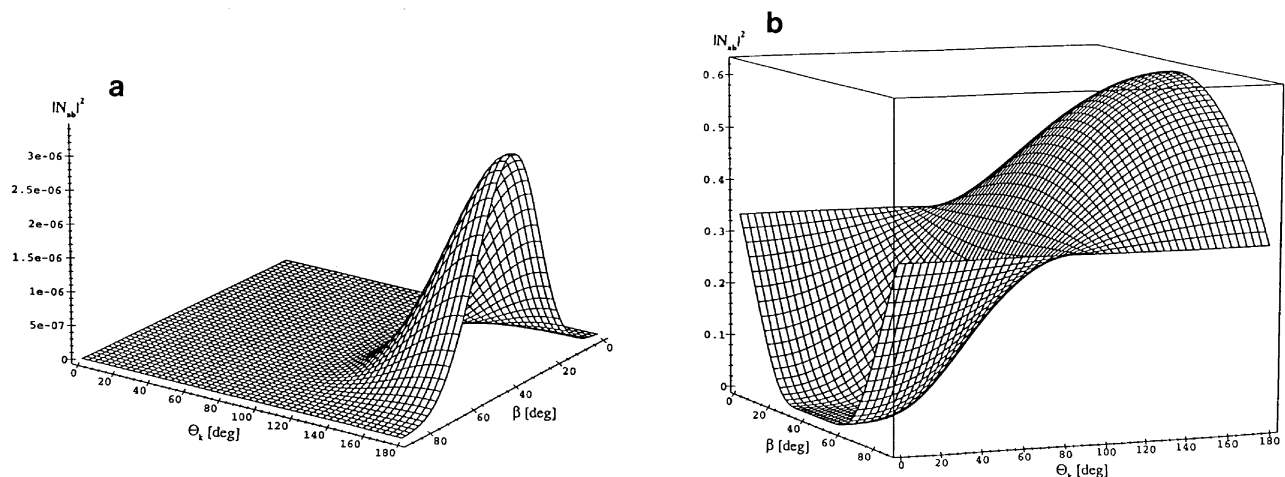 a
|N_ab|^2
3e-06
2.5e-06
2e-06
1.5e-06
1e-06
5e-07
0
0 20 40 60 80 100 120 140 160 180
Θ_k [deg]
80 60 40 20 0
β [deg]
b
|N_ab|^2
0.6
0.5
0.4
0.3
0.2
0.1
0
0 20 40 60 80
β [deg]
0 20 40 60 80 100 120 140 160 180
Θ_k [deg]